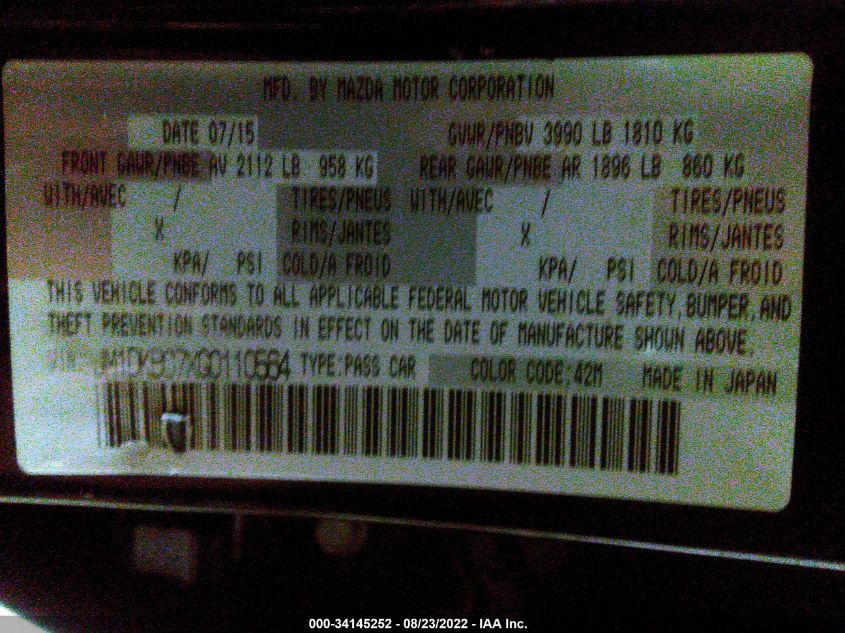 MFD. BY MAZDA MOTOR CORPORATION
DATE 07/15 GVWR/PNBV 3990 LB 1810 KG
FRONT GAWR/PNBE AV 2112 LB 958 KG REAR GAWR/PNBE AR 1896 LB 860 KG
WITH/AVEC / TIRES/PNEUS WITH/AVEC / TIRES/PNEUS
X RIMS/JANTES X RIMS/JANTES
KPA/ PSI COLD/A FROID KPA/ PSI COLD/A FROID
THIS VEHICLE CONFORMS TO ALL APPLICABLE FEDERAL MOTOR VEHICLE SAFETY, BUMPER, AND
THEFT PREVENTION STANDARDS IN EFFECT ON THE DATE OF MANUFACTURE SHOWN ABOVE.
TYPE:PASS CAR COLOR CODE:42M MADE IN JAPAN
000-34145252 - 08/23/2022 - IAA Inc.